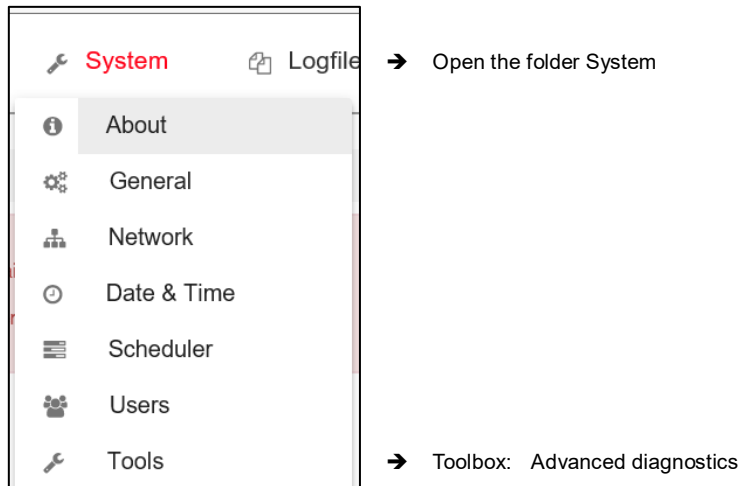 System Logfile ➔ Open the folder System
About
General
Network
Date & Time
Scheduler
Users
Tools ➔ Toolbox: Advanced diagnostics